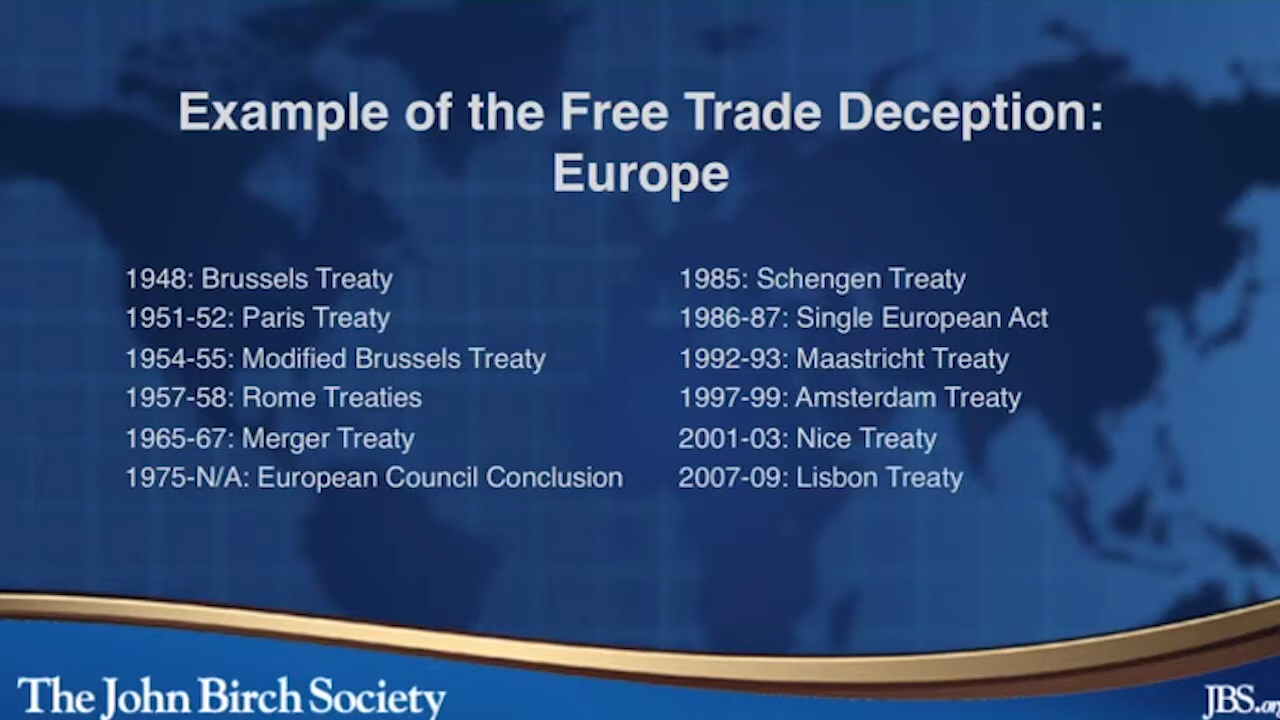 Example of the Free Trade Deception:
Europe
1948: Brussels Treaty
1951-52: Paris Treaty
1954-55: Modified Brussels Treaty
1957-58: Rome Treaties
1965-67: Merger Treaty
1975-N/A: European Council Conclusion
1985: Schengen Treaty
1986-87: Single European Act
1992-93: Maastricht Treaty
1997-99: Amsterdam Treaty
2001-03: Nice Treaty
2007-09: Lisbon Treaty
The John Birch Society
JBS.or